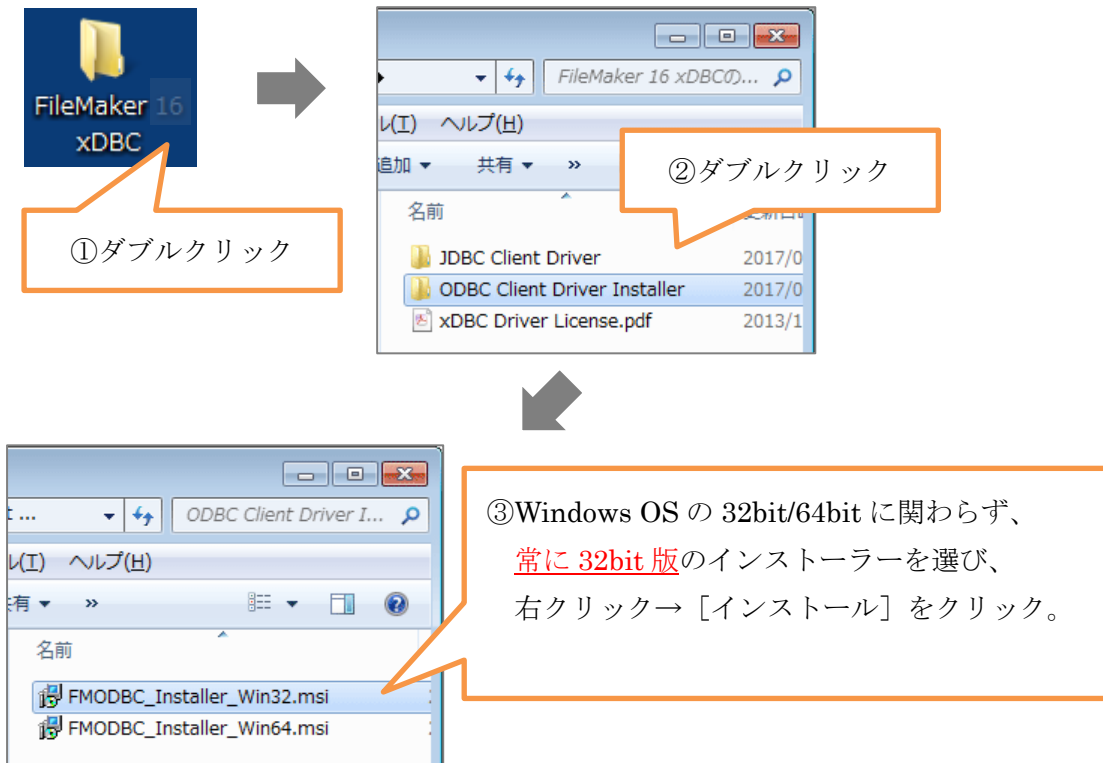 FileMaker 16
xDBC
①ダブルクリック
FileMaker 16 xDBCの...
ル(T) ヘルプ(H)
追加 共有 »
②ダブルクリック
名前
JDBC Client Driver 2017/0
ODBC Client Driver Installer 2017/0
xDBC Driver License.pdf 2013/1
ODBC Client Driver I...
ル(T) ヘルプ(H)
有 »
名前
FMODBC_Installer_Win32.msi
FMODBC_Installer_Win64.msi
③Windows OS の 32bit/64bit に関わらず、
常に 32bit 版のインストーラーを選び、
右クリック→［インストール］をクリック。